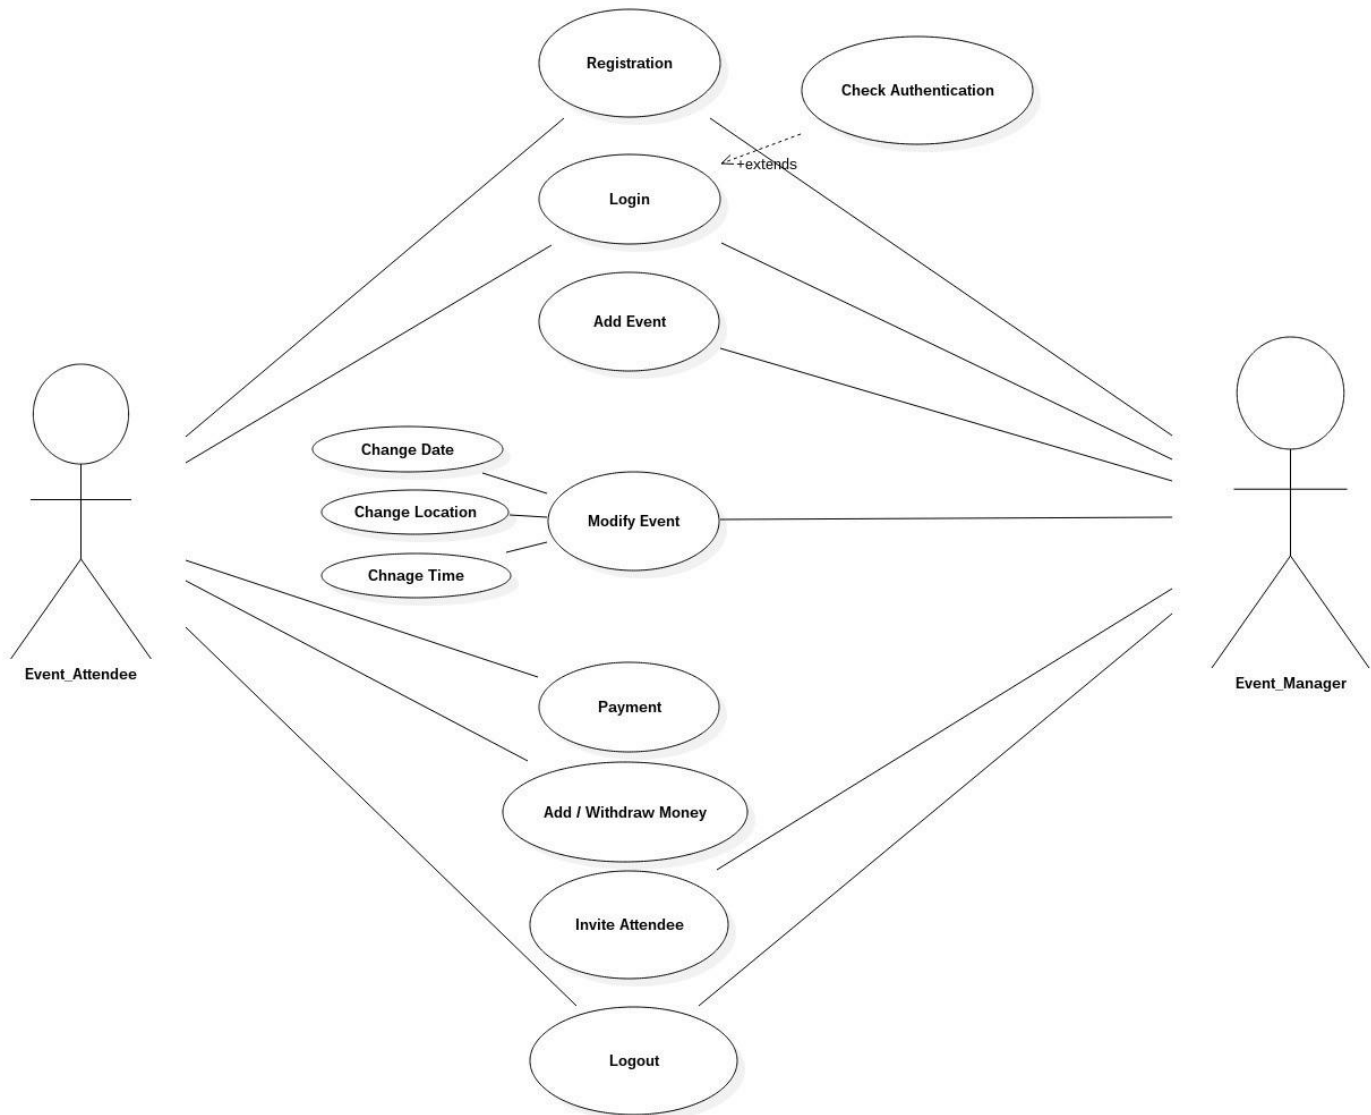 Registration
Check Authentication
+extends
Login
Add Event
Change Date
Change Location
Modify Event
Chnage Time
Event_Attendee
Event_Manager
Payment
Add / Withdraw Money
Invite Attendee
Logout